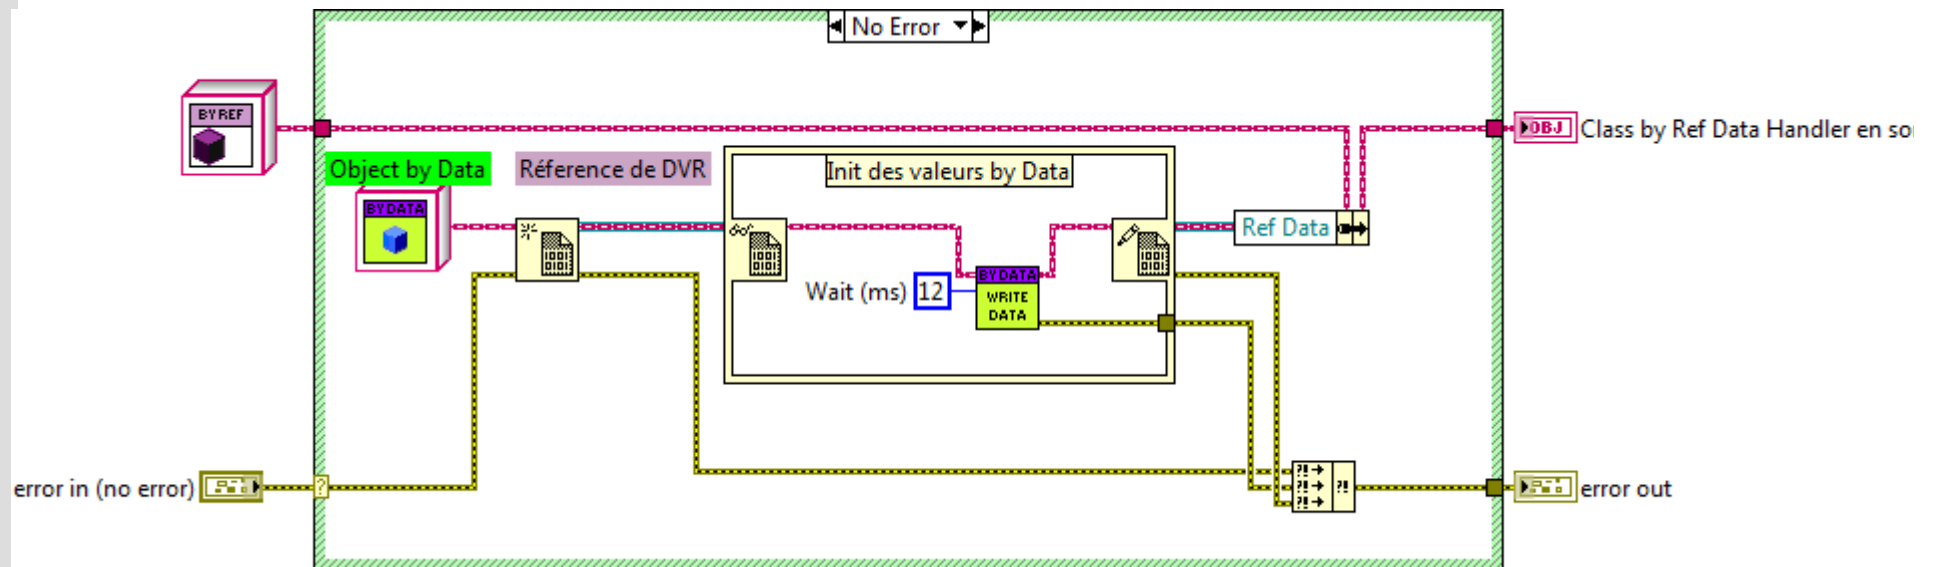 No Error
BY REF
OBJ
Class by Ref Data Handler en so
Object by Data
Réference de DVR
Init des valeurs by Data
BY DATA
Ref Data
Wait (ms)
12
BY DATA
WRITE
DATA
error in (no error)
?
error out